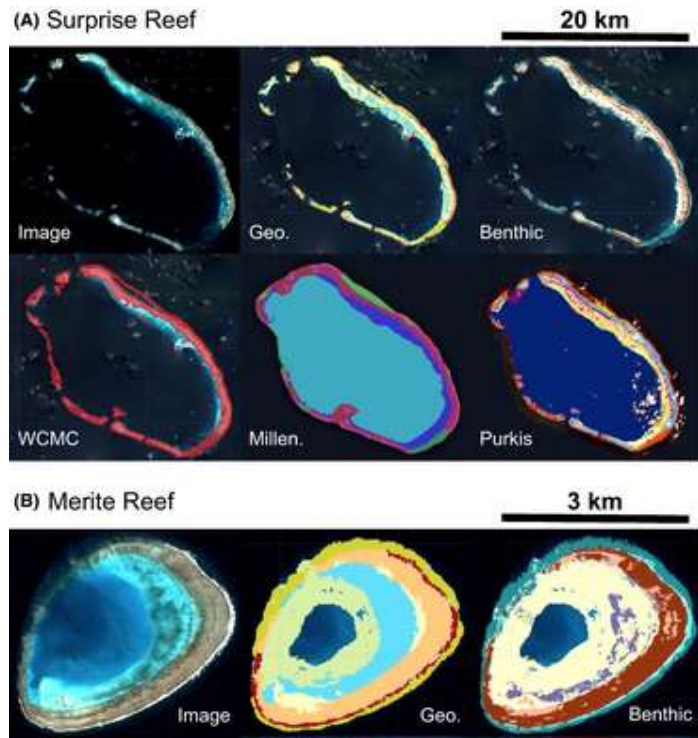 (A) Surprise Reef
20 km
Image
Geo.
Benthic
WCMC
Millen.
Purkis
(B) Merite Reef
3 km
Image
Geo.
Benthic